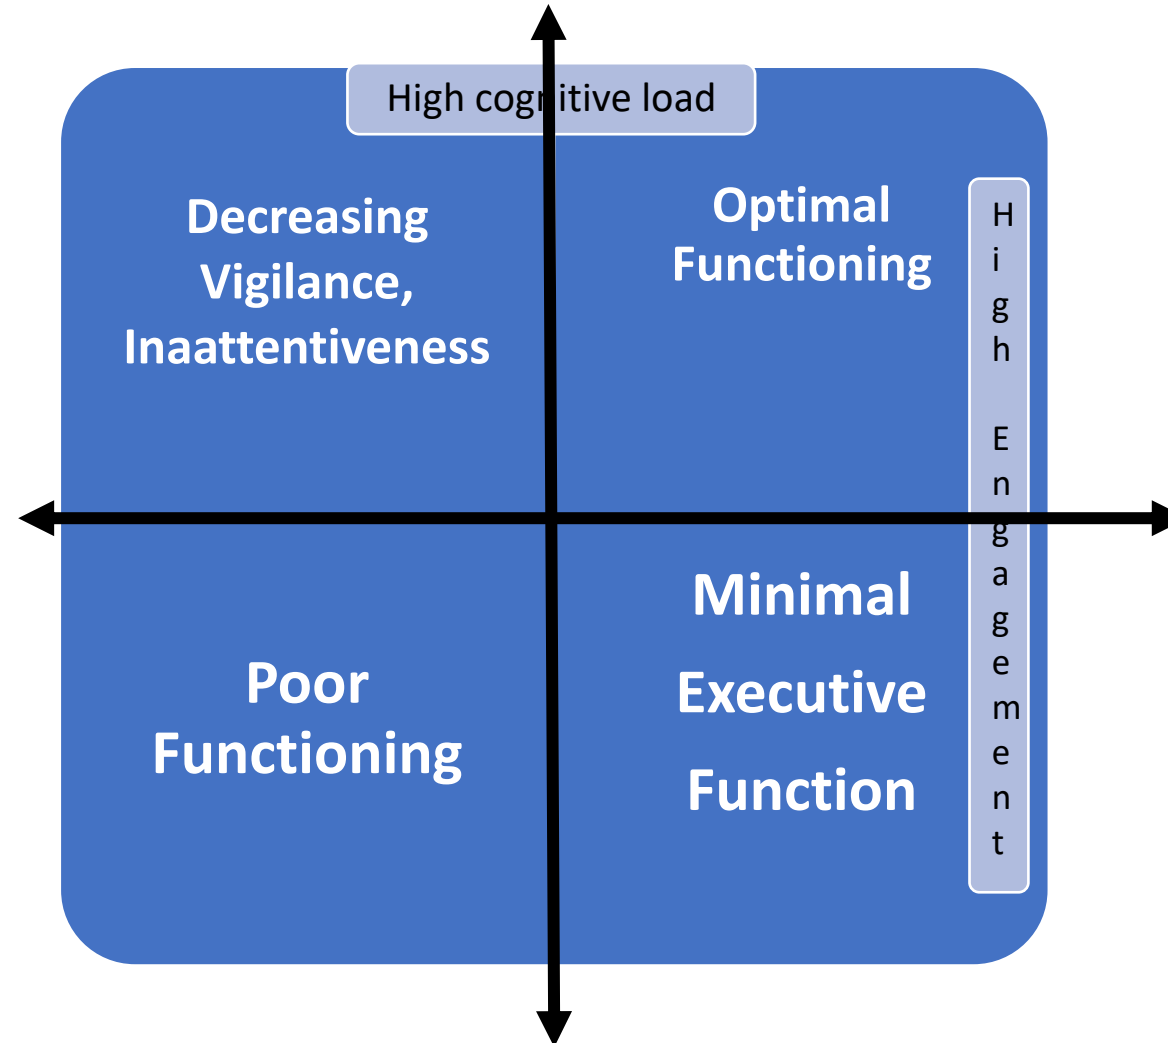 High cognitive load
Decreasing
Vigilance,
Inaattentiveness
Optimal
Functioning
High Engagement
Poor
Functioning
Minimal
Executive
Function